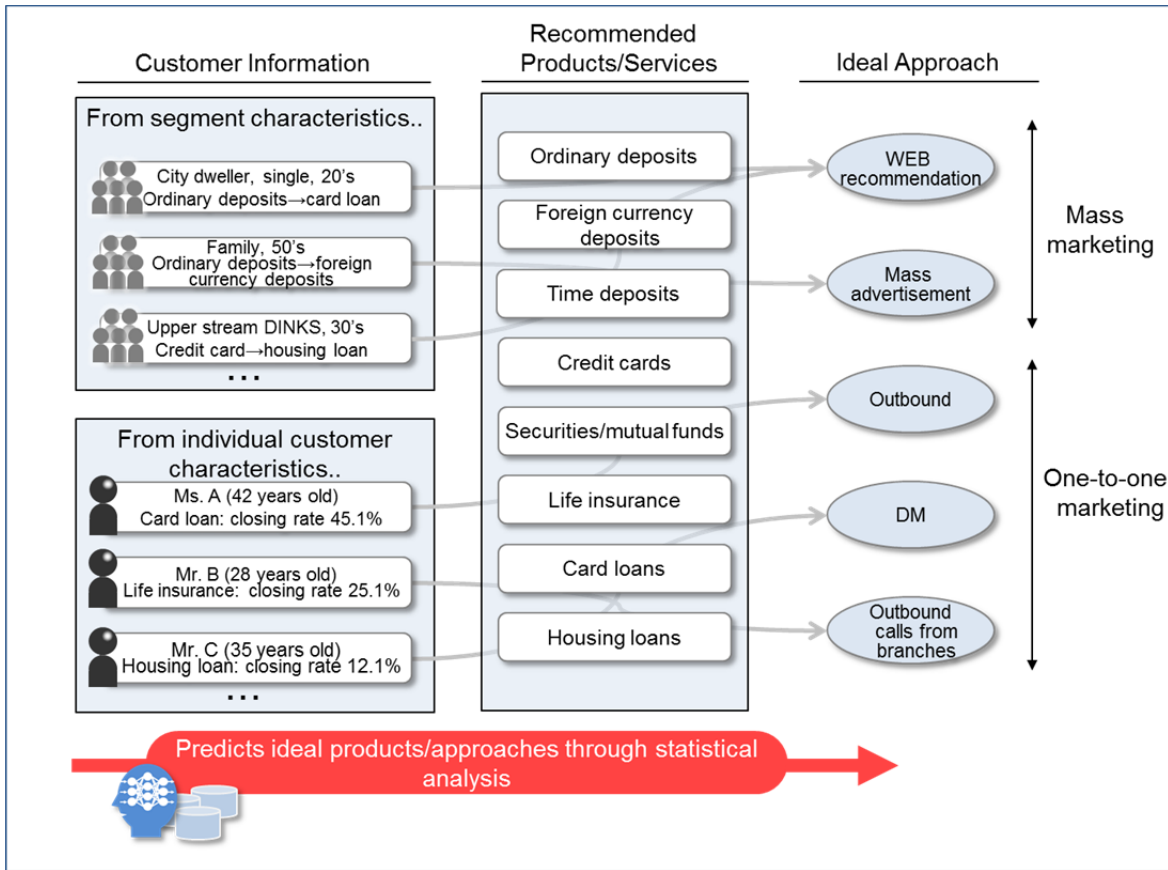 Customer Information
Recommended
Products/Services
Ideal Approach
From segment characteristics..
City dweller, single, 20's
Ordinary deposits→card loan
Family, 50's
Ordinary deposits→foreign
currency deposits
Upper stream DINKS, 30's
Credit card→housing loan
...
From individual customer
characteristics..
Ms. A (42 years old)
Card loan: closing rate 45.1%
Mr. B (28 years old)
Life insurance: closing rate 25.1%
Mr. C (35 years old)
Housing loan: closing rate 12.1%
...
Ordinary deposits
Foreign currency
deposits
Time deposits
Credit cards
Securities/mutual funds
Life insurance
Card loans
Housing loans
WEB
recommendation
Mass
advertisement
Outbound
DM
Outbound
calls from
branches
Mass
marketing
One-to-one
marketing
Predicts ideal products/approaches through statistical
analysis